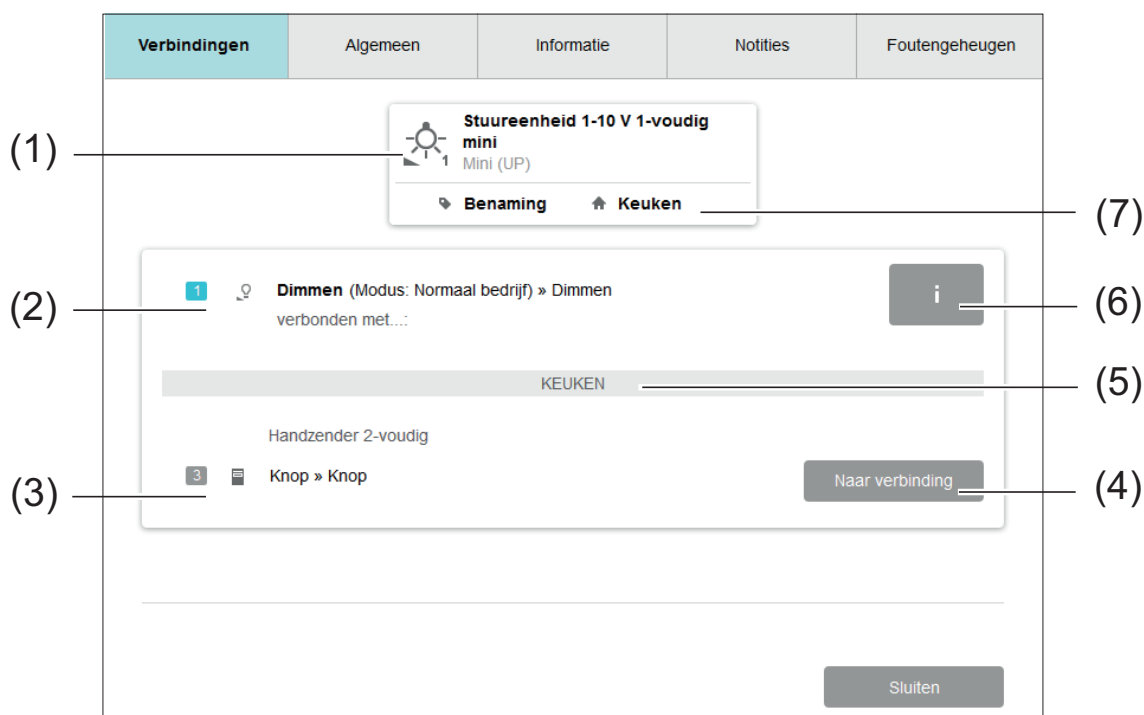 Verbindingen Algemeen Informatie Notities Foutengeheugen
(1)
Stuureenheid 1-10 V 1-voudig
mini
1
Mini (UP)
Benaming Keuken
(7)
(2)
1 Dimmen (Modus: Normaal bedrijf) » Dimmen
verbonden met...:
i
(6)
KEUKEN
(5)
Handzender 2-voudig
(3)
3 Knop » Knop
Naar verbinding
(4)
Sluiten